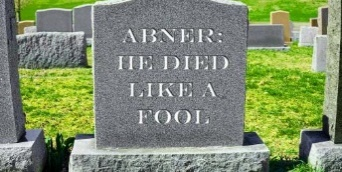 ABNER:
HE DIED
LIKE A
FOOL